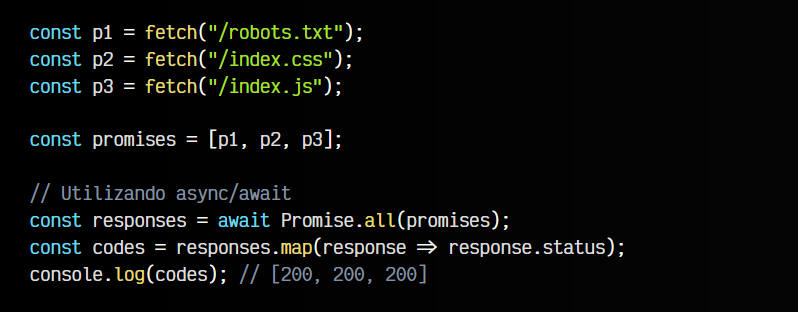 const p1 = fetch("/robots.txt");
const p2 = fetch("/index.css");
const p3 = fetch("/index.js");
const promises = [p1, p2, p3];
// Utilizando async/await
const responses = await Promise.all(promises);
const codes = responses.map(response => response.status);
console.log(codes); // [200, 200, 200]